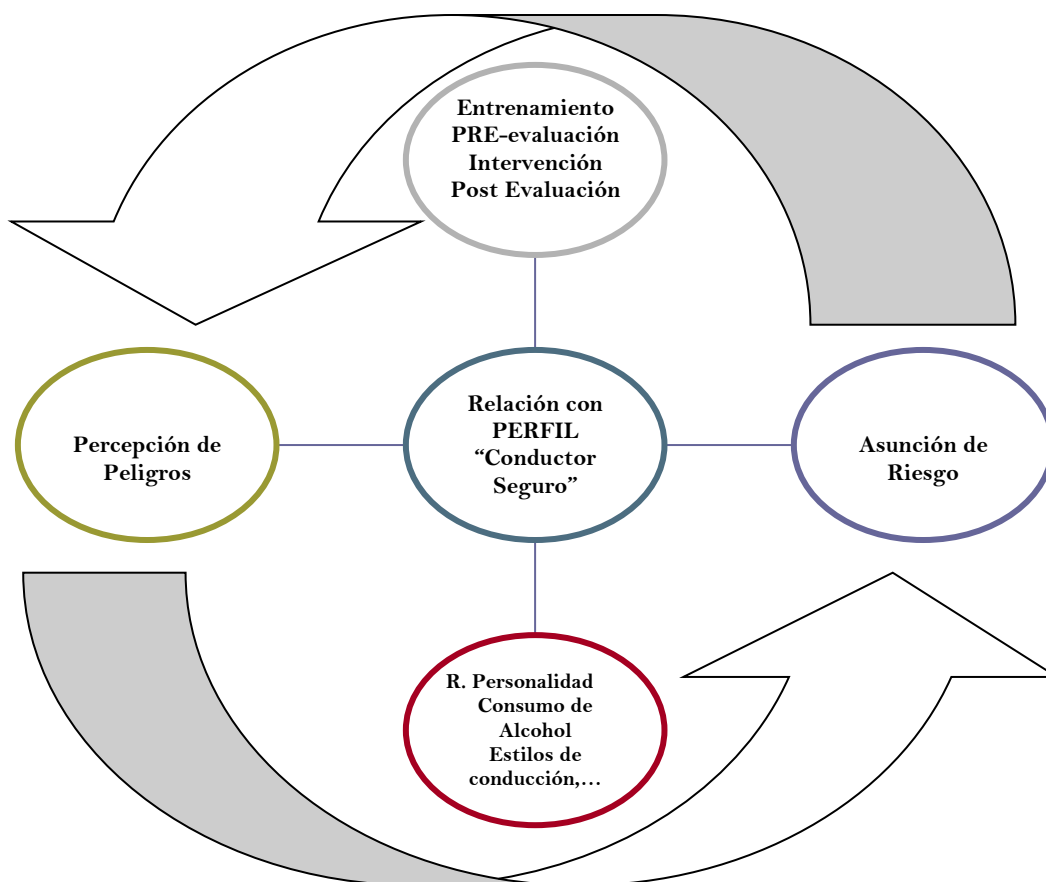 Entrenamiento
PRE-evaluación
Intervención
Post Evaluación
Percepción de
Peligros
Relación con
PERFIL
“Conductor
Seguro”
Asunción de
Riesgo
R. Personalidad
Consumo de
Alcohol
Estilos de
conducción,…